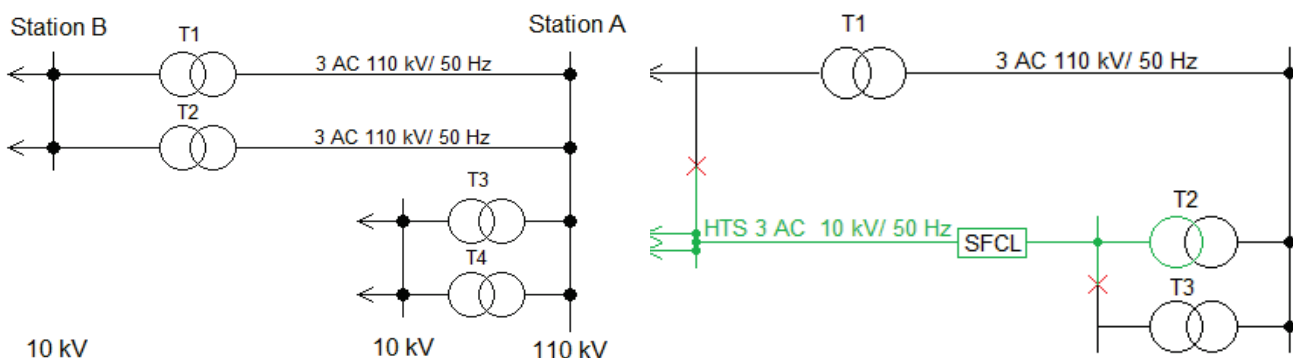 Station B
T1
3 AC 110 kV/ 50 Hz
Station A
T2
3 AC 110 kV/ 50 Hz
T3
T4
10 kV
10 kV
110 kV
T1
3 AC 110 kV/ 50 Hz
HTS 3 AC 10 kV/ 50 Hz
SFCL
T2
T3